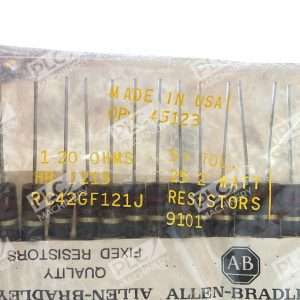 MADE IN USA
OP 45123
120 OHMS 5% TOL.
2 WATT
RC42GF121J RESISTORS
9101
AB
QUALITY
FIXED RESISTORS
ALLEN-BRADLEY ALLEN-BRADLEY